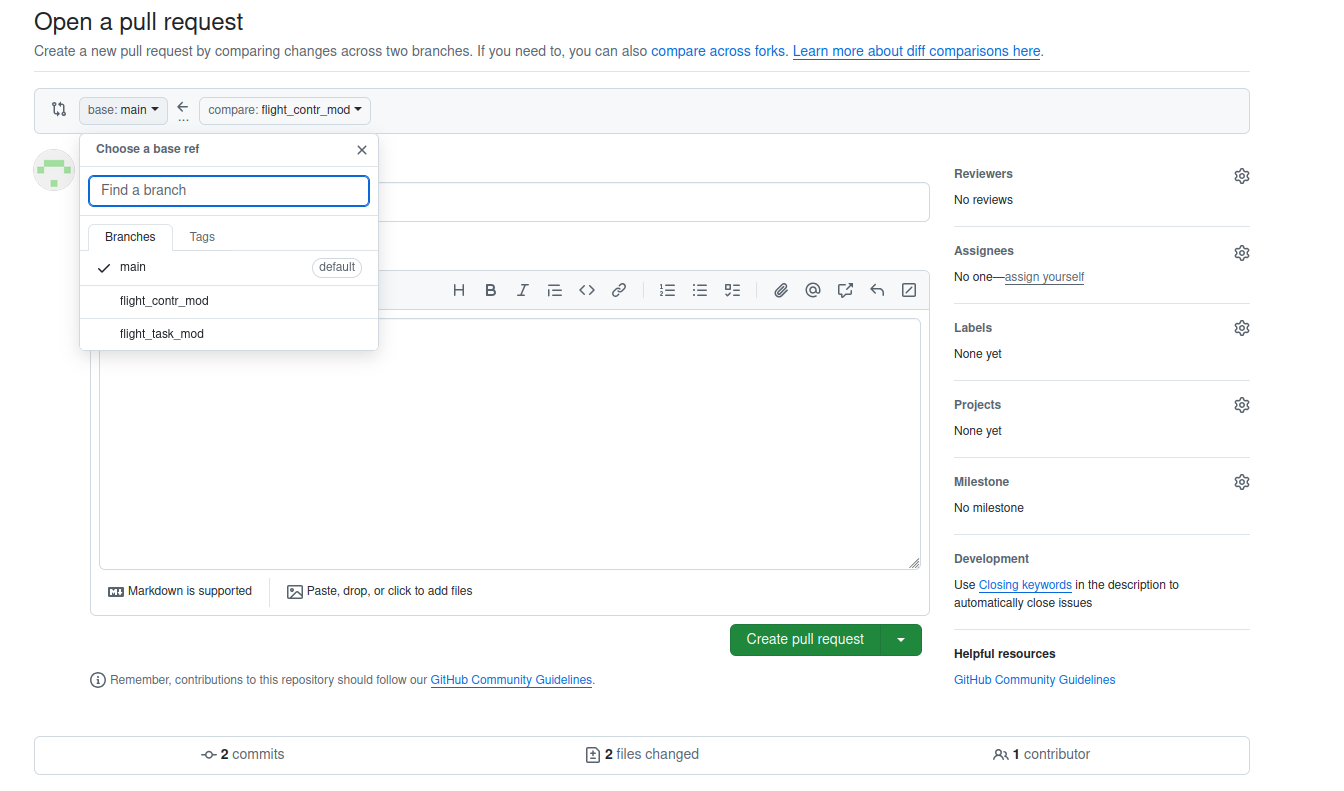 Open a pull request
Create a new pull request by comparing changes across two branches. If you need to, you can also compare across forks. Learn more about diff comparisons here.
base: main
...
compare: flight_contr_mod
Choose a base ref
Find a branch
Branches
Tags
main
default
flight_contr_mod
flight_task_mod
H B I
Markdown is supported
Paste, drop, or click to add files
Create pull request
Remember, contributions to this repository should follow our GitHub Community Guidelines.
Reviewers
No reviews
Assignees
No one—assign yourself
Labels
None yet
Projects
None yet
Milestone
No milestone
Development
Use Closing keywords in the description to
automatically close issues
Helpful resources
GitHub Community Guidelines
2 commits
2 files changed
1 contributor